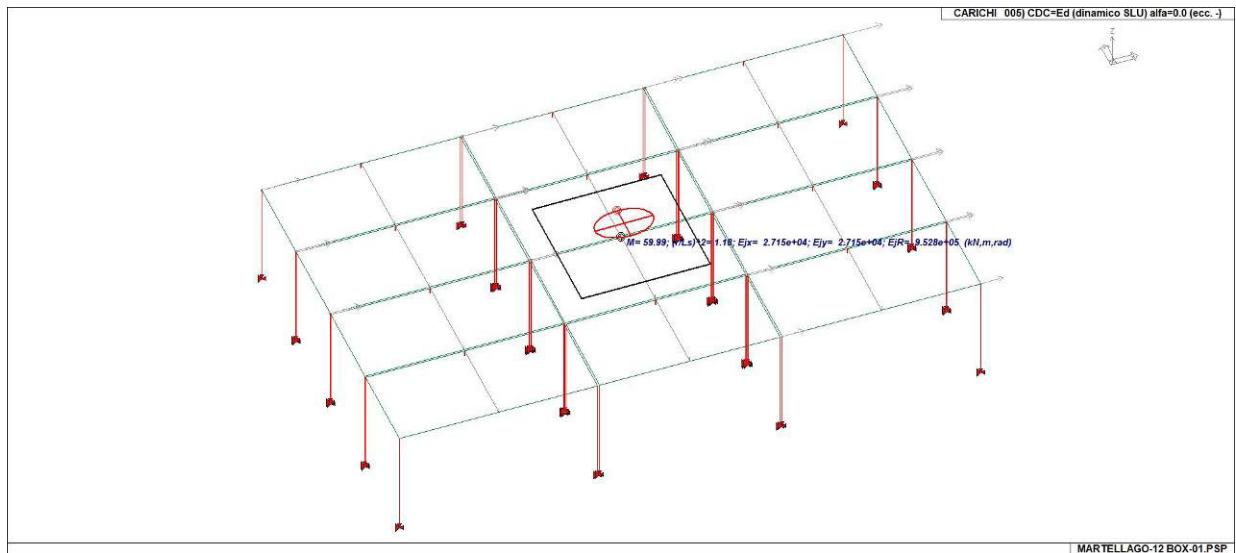 CARICHI 005) CDC=Ed (dinamico SLU) alfa=0.0 (ecc. -)
Z
M= 59.99; (r/Ls)^2= 1.18; Ejx= 2.715e+04; Ejy= 2.715e+04; EjR= 9.528e+05 (kN,m,rad)
MARTELLAGO-12 BOX-01.PSP